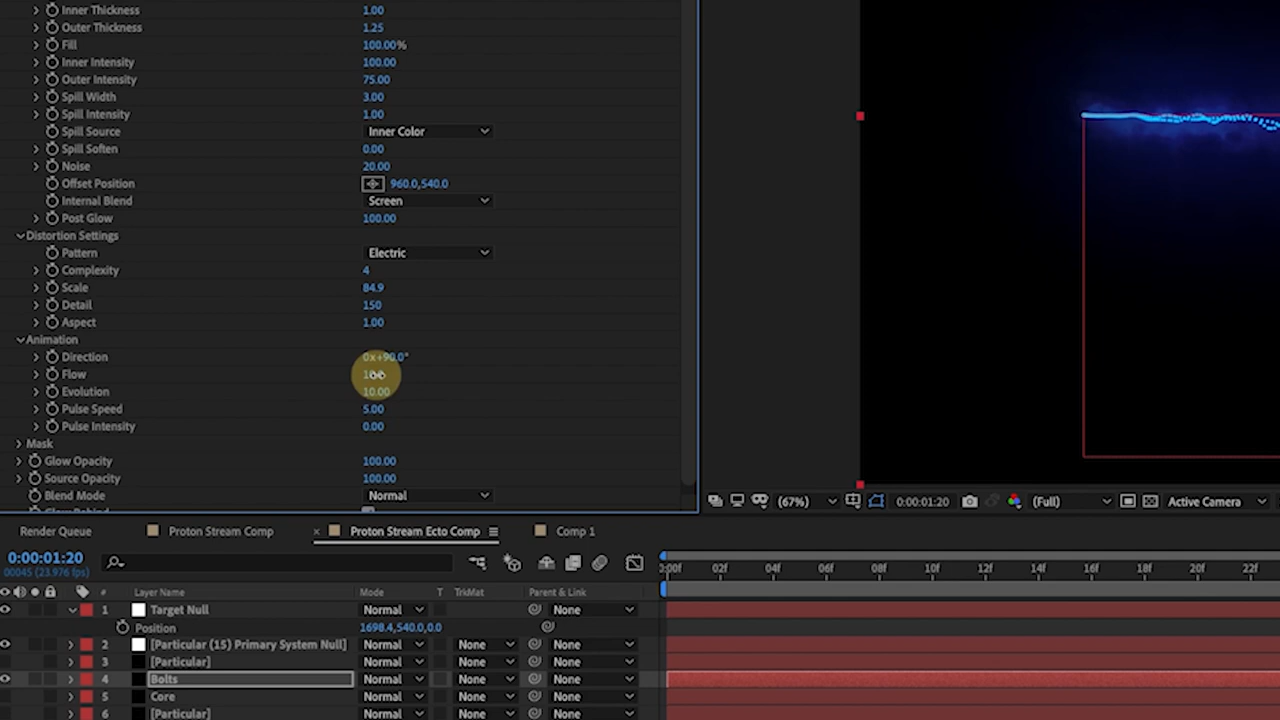 Inner Thickness 1.00
Outer Thickness 1.25
Fill 100.00%
Inner Intensity 100.00
Outer Intensity 75.00
Spill Width 3.00
Spill Intensity 1.00
Spill Source Inner Color
Spill Soften 0.00
Noise 20.00
Offset Position 960.0,540.0
Internal Blend Screen
Post Glow 100.00
Distortion Settings
Pattern Electric
Complexity 4
Scale 84.9
Detail 150
Aspect 1.00
Animation
Direction 0x+90.0°
Flow
Evolution 10.00
Pulse Speed 5.00
Pulse Intensity 0.00
Mask
Glow Opacity 100.00
Source Opacity 100.00
Blend Mode Normal
(67%) 0:00:01:20 (Full) Active Camera
Render Queue Proton Stream Comp × Proton Stream Ecto Comp Comp 1
0:00:01:20
00045 (23.976 fps)
:00f 02f 04f 06f 08f 10f 12f 14f 16f 18f 20f 22f
# Layer Name Mode T TrkMat Parent & Link
1 Target Null Normal None
Position 1698.4,540.0,0.0
2 [Particular (15) Primary System Null] Normal None None
3 [Particular] Normal None None
4 Bolts Normal None None
5 Core Normal None None
6 [Particular] Normal None None